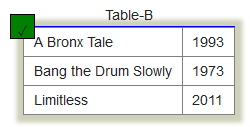 Table-B
✓
A Bronx Tale 1993
Bang the Drum Slowly 1973
Limitless 2011